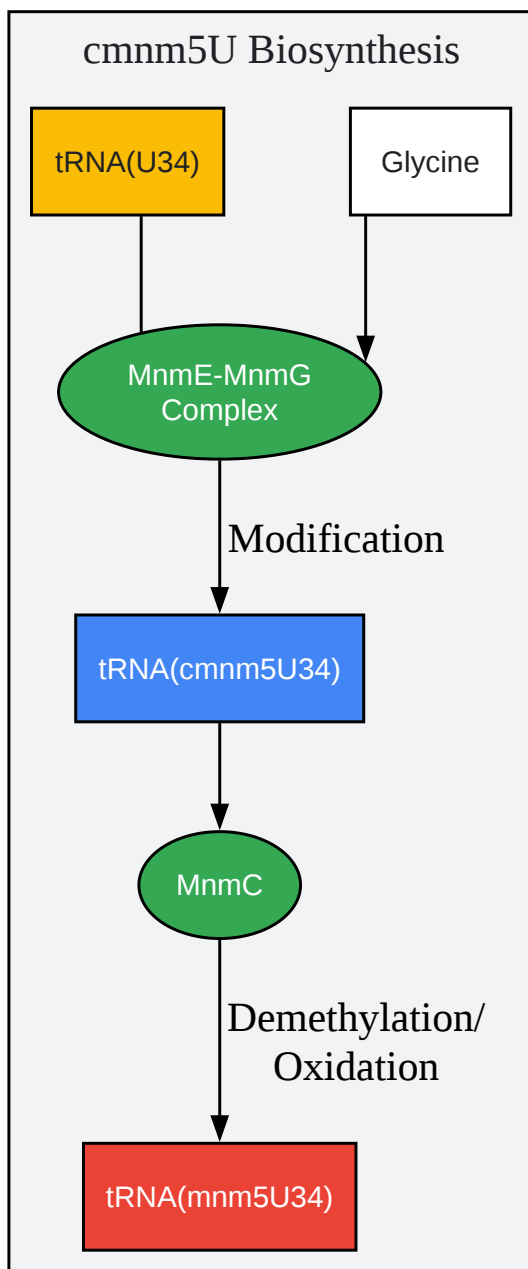 cmnm5U Biosynthesis
tRNA(U34)
Glycine
MnmE-MnmG
Complex
Modification
tRNA(cmnm5U34)
MnmC
Demethylation/
Oxidation
tRNA(mnm5U34)